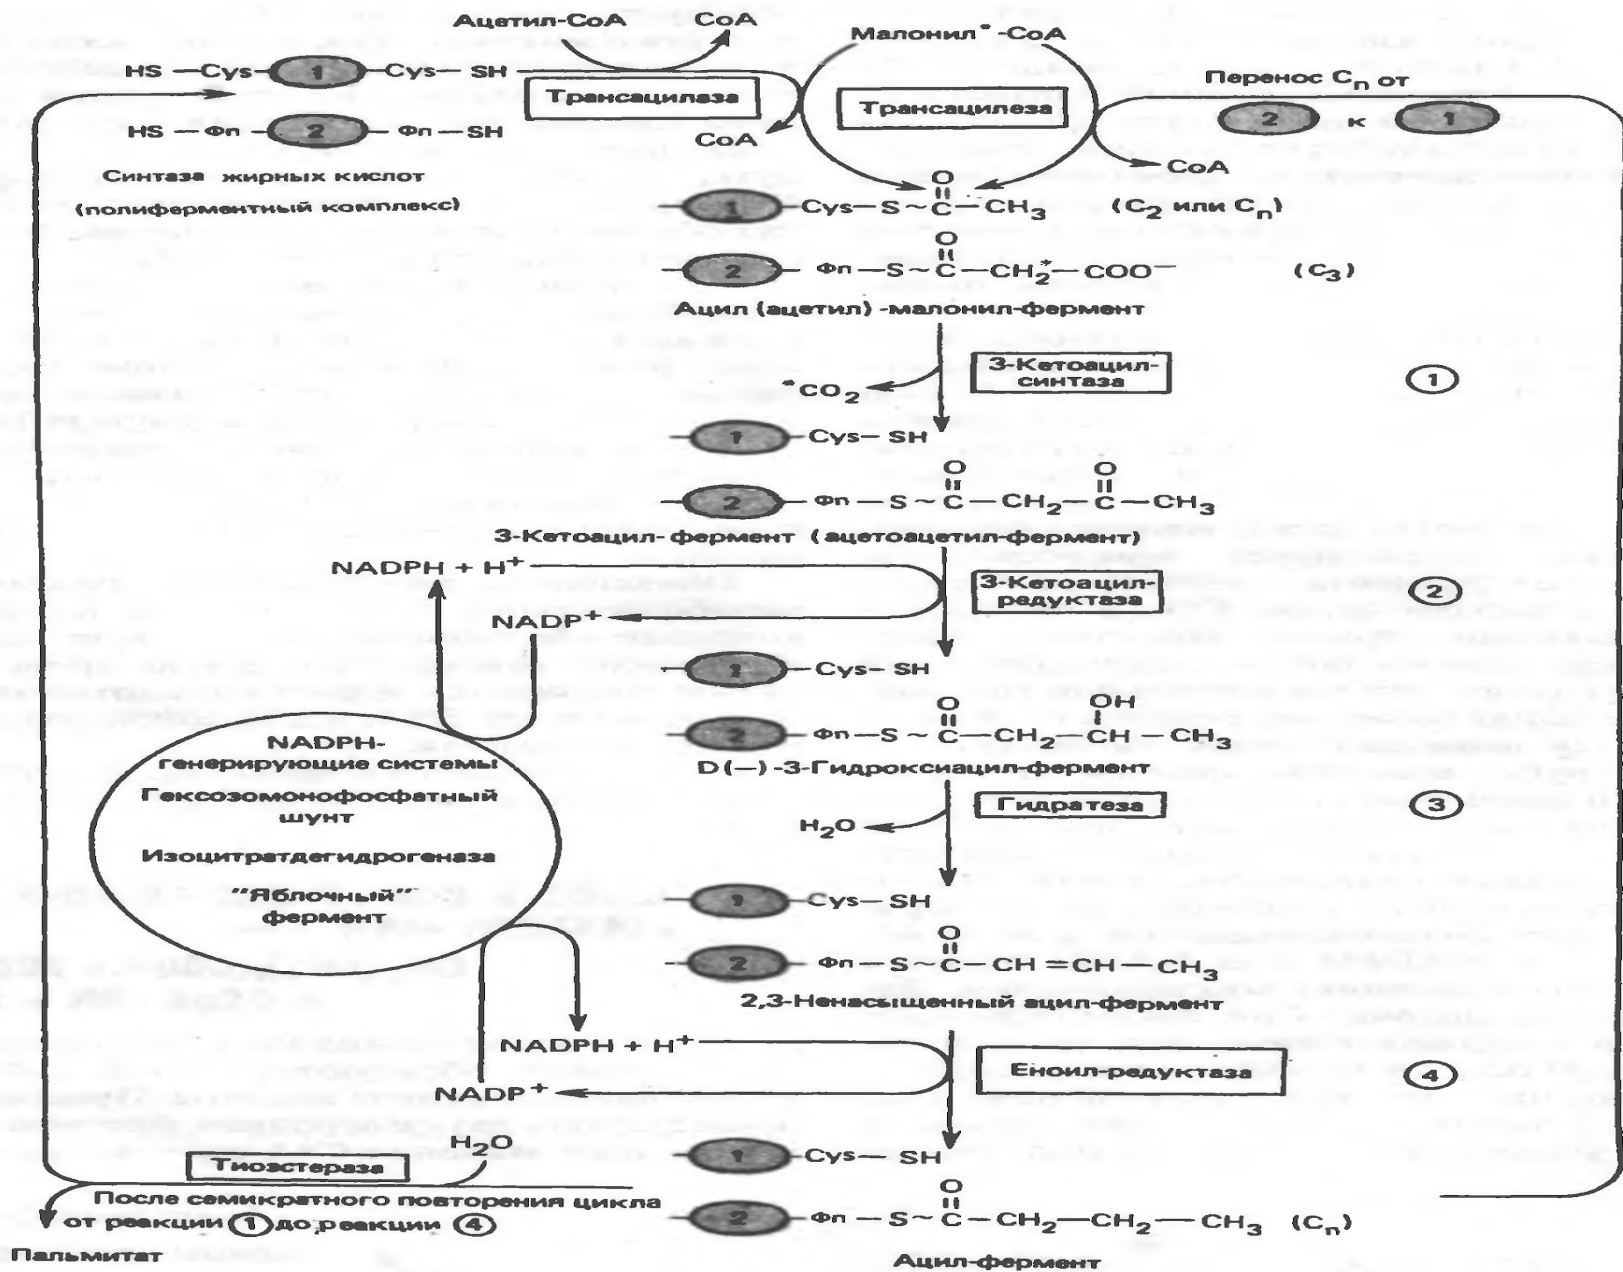 Ацетил-CoA CoA
Малонил*-CoA
HS —Cys— 1 —Cys— SH
Трансацилаза
Трансацилеза
Перенос Cn от
2 к 1
HS — Фп — 2 — Фп —SH
CoA
CoA
Синтаза жирных кислот
(полиферментный комплекс)
O
1 —Cys—S~C—CH3 (C2 или Cn)
O
2 — Фп —S~C—CH2*—COO− (C3)
Ацил (ацетил) -малонил-фермент
3-Кетоацил-
синтаза
1
*CO2
1 —Cys— SH
O O
2 — Фп —S~C—CH2—C—CH3
3-Кетоацил- фермент (ацетоацетил-фермент)
NADPH + H+
3-Кетоацил-
редуктаза
2
NADP+
1 —Cys— SH
O OH
2 — Фп—S~C—CH2—CH—CH3
D(—) -3-Гидроксиацил-фермент
NADPH-
генерирующие системы
Гексозомонофосфатный
шунт
Изоцитратдегидрогеназа
"Яблочный"
фермент
Гидратеза
3
H2O
1 —Cys— SH
O
2 — Фп —S~C—CH=CH—CH3
2,3-Ненасыщенный ацил-фермент
NADPH + H+
Еноил-редуктаза
4
NADP+
H2O
Тиоэстераза
1 —Cys—SH
После семикратного повторения цикла
от реакции 1 до реакции 4
O
2 — Фп —S~C—CH2—CH2—CH3 (Cn)
Пальмитат
Ацил-фермент